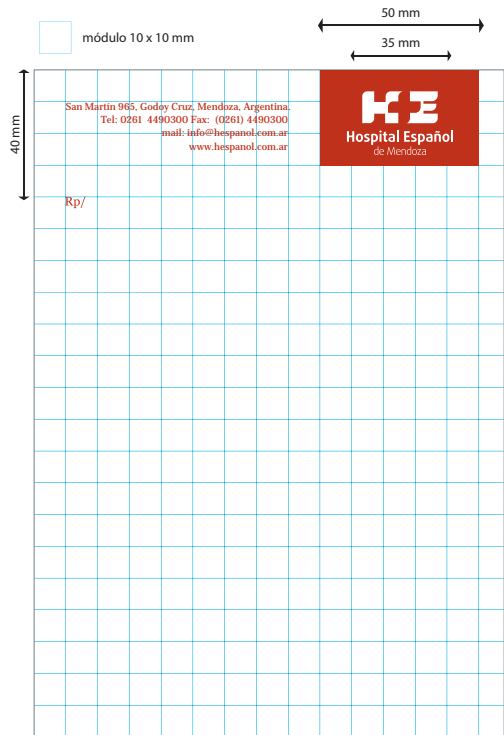 50 mm
módulo 10 x 10 mm
35 mm
40 mm
San Martín 965, Godoy Cruz, Mendoza, Argentina.
Tel: 0261 4490300 Fax: (0261) 4490300
mail: info@hespanol.com.ar
www.hespanol.com.ar
HE
Hospital Español
de Mendoza
Rp/